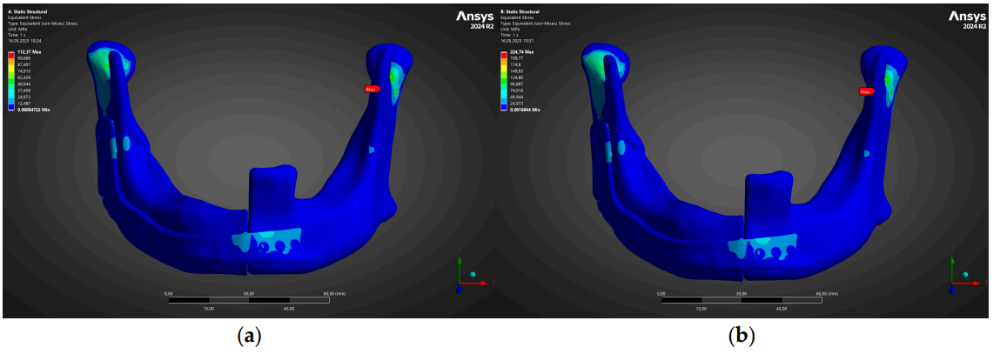 A: Static Structural
Equivalent Stress
Type: Equivalent (von-Mises) Stress
Unit: MPa
Time: 1 s
16.05.2025 10:24
112,37 Max
99,886
87,401
74,915
62,429
49,944
37,458
24,972
12,487
0,00084722 Min
Ansys
2024 R2
Max
0,00 30,00 60,00 (mm)
15,00 45,00
B: Static Structural
Equivalent Stress
Type: Equivalent (von-Mises) Stress
Unit: MPa
Time: 1 s
16.05.2025 10:31
224,74 Max
199,77
174,8
149,83
124,86
99,887
74,916
49,944
24,973
0,0016944 Min
Ansys
2024 R2
Max
0,00 30,00 60,00 (mm)
15,00 45,00
(a) (b)